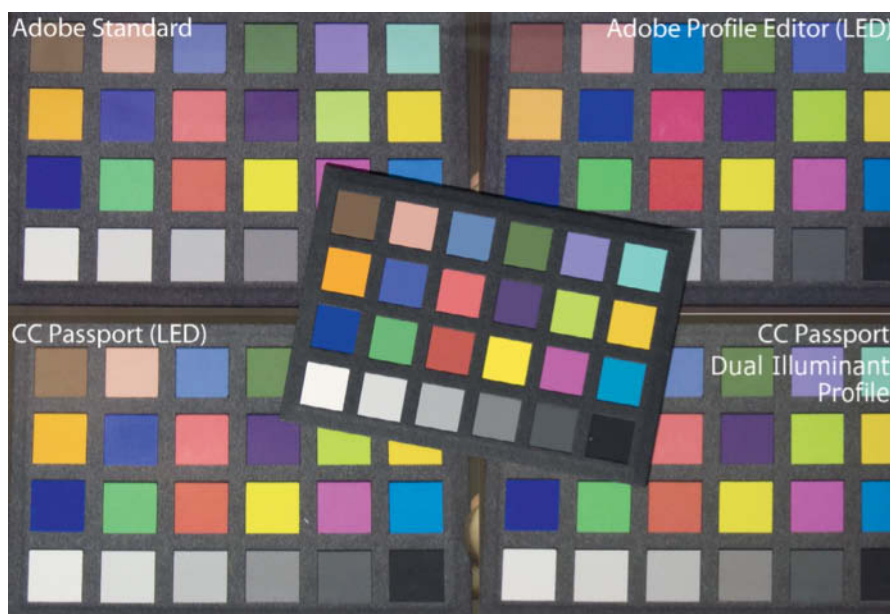 Adobe Standard
Adobe Profile Editor (LED)
CC Passport (LED)
CC Passport
Dual Illuminant
Profile